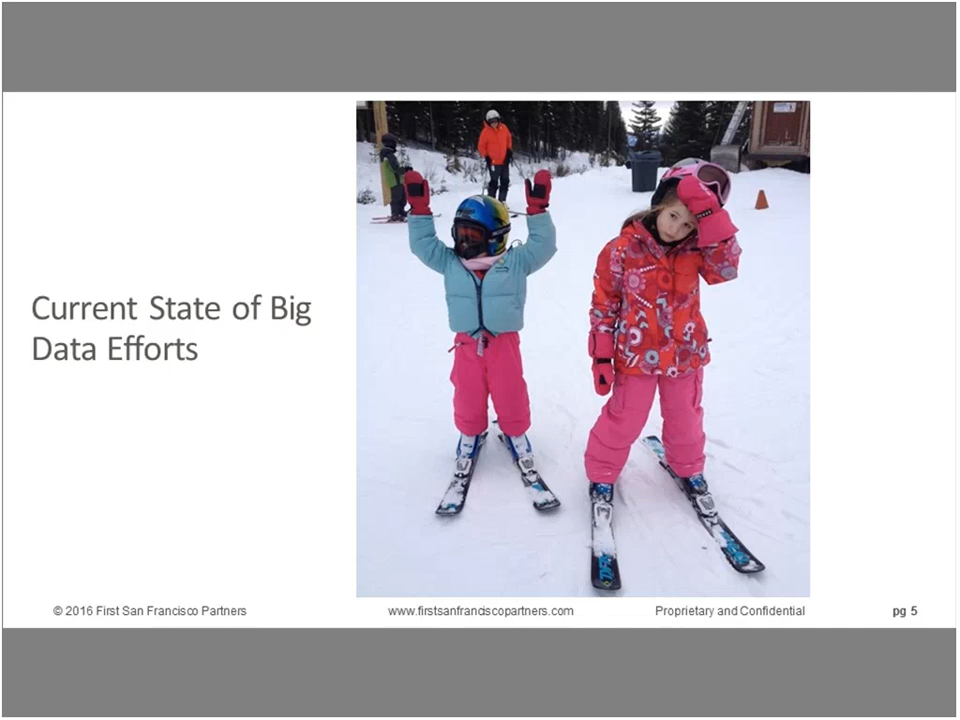 Current State of Big
Data Efforts
© 2016 First San Francisco Partners
www.firstsanfranciscopartners.com
Proprietary and Confidential
pg 5